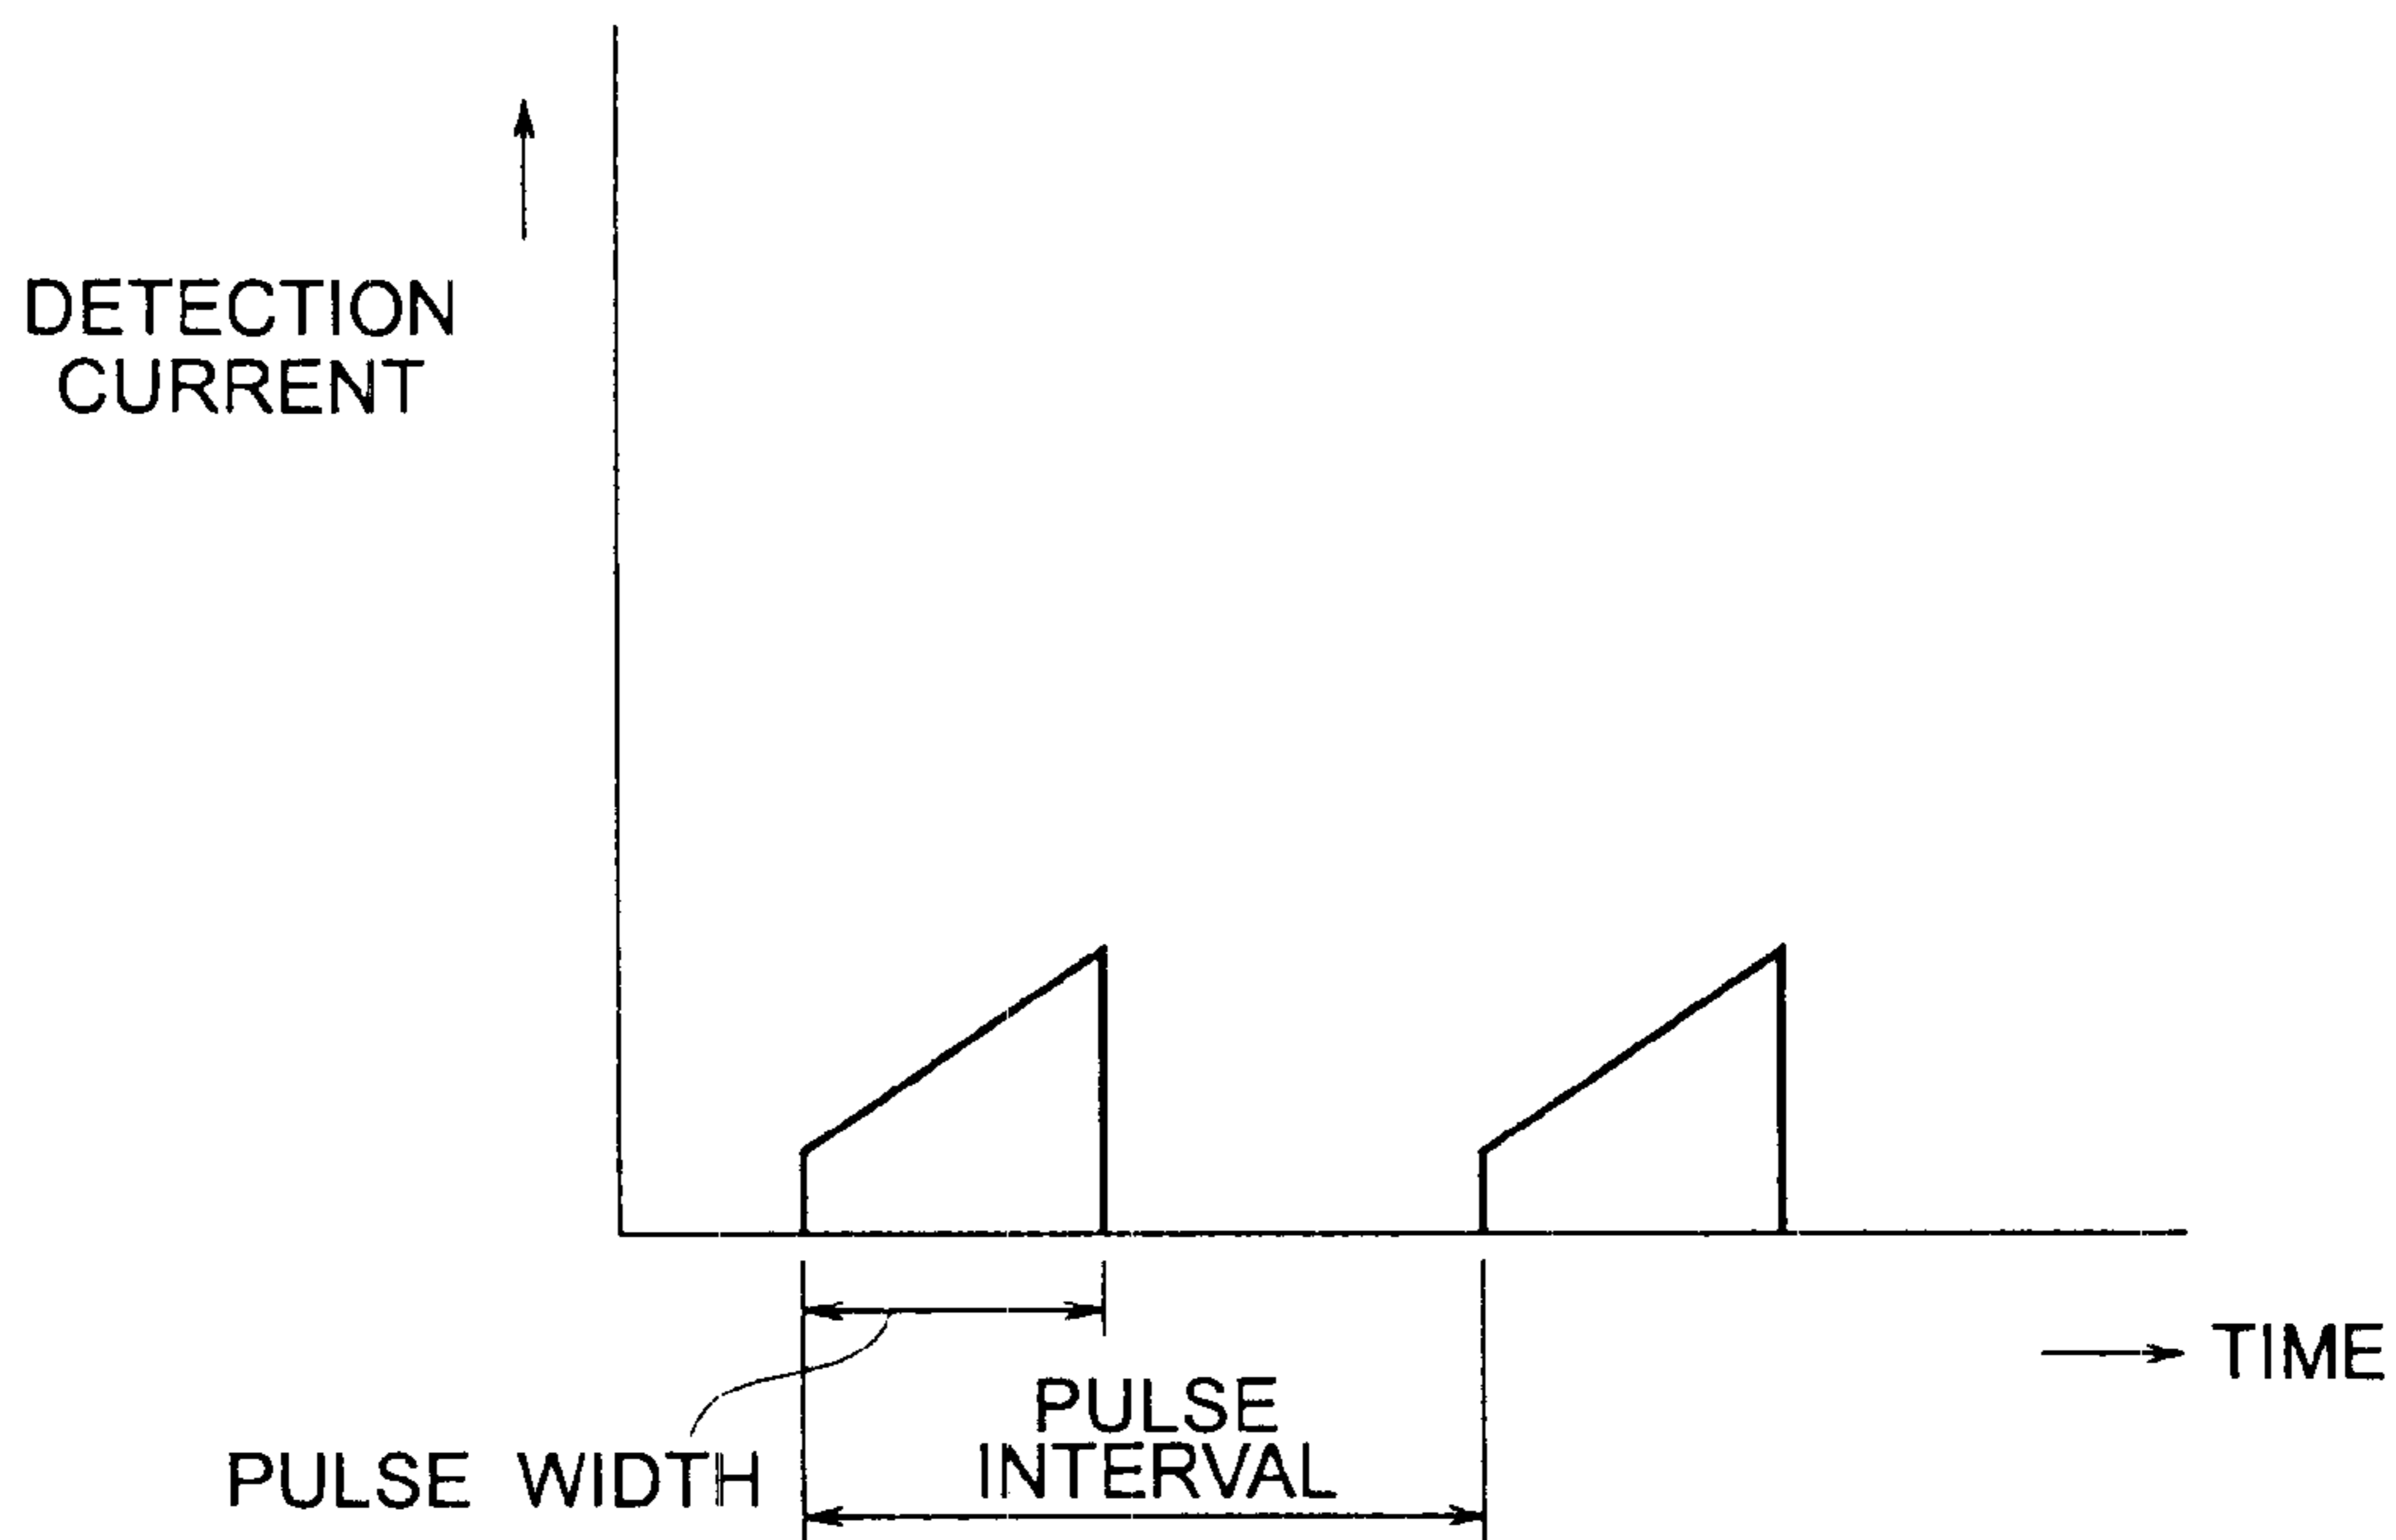 DETECTION
CURRENT
TIME
PULSE
INTERVAL
PULSE WIDTH